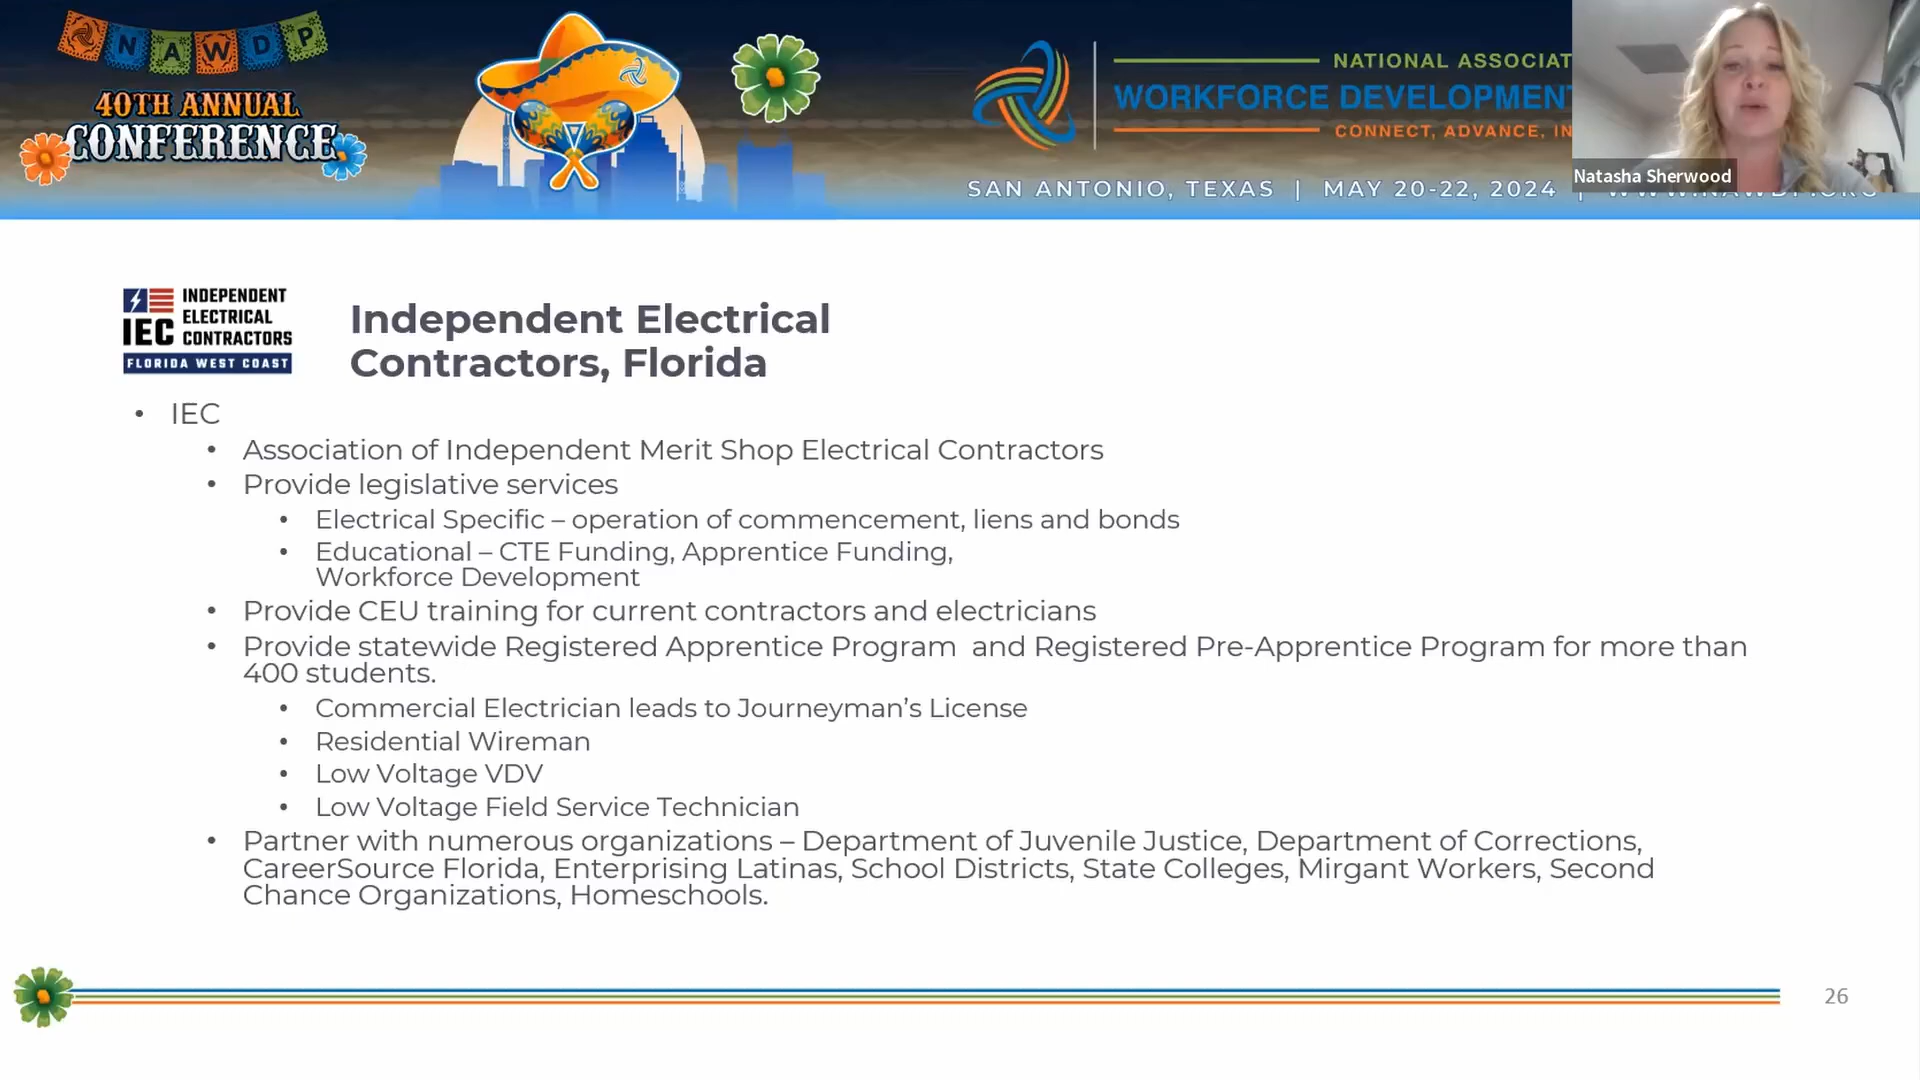 NAWDP
40TH ANNUAL
CONFERENCE
NATIONAL ASSOCIAT
WORKFORCE DEVELOPMENT
CONNECT, ADVANCE, IN
SAN ANTONIO, TEXAS | MAY 20-22, 2024 |
Natasha Sherwood
INDEPENDENT
ELECTRICAL
IEC CONTRACTORS
FLORIDA WEST COAST
Independent Electrical
Contractors, Florida
• IEC
• Association of Independent Merit Shop Electrical Contractors
• Provide legislative services
• Electrical Specific – operation of commencement, liens and bonds
• Educational – CTE Funding, Apprentice Funding,
Workforce Development
• Provide CEU training for current contractors and electricians
• Provide statewide Registered Apprentice Program and Registered Pre-Apprentice Program for more than
400 students.
• Commercial Electrician leads to Journeyman’s License
• Residential Wireman
• Low Voltage VDV
• Low Voltage Field Service Technician
• Partner with numerous organizations – Department of Juvenile Justice, Department of Corrections,
CareerSource Florida, Enterprising Latinas, School Districts, State Colleges, Mirgant Workers, Second
Chance Organizations, Homeschools.
26